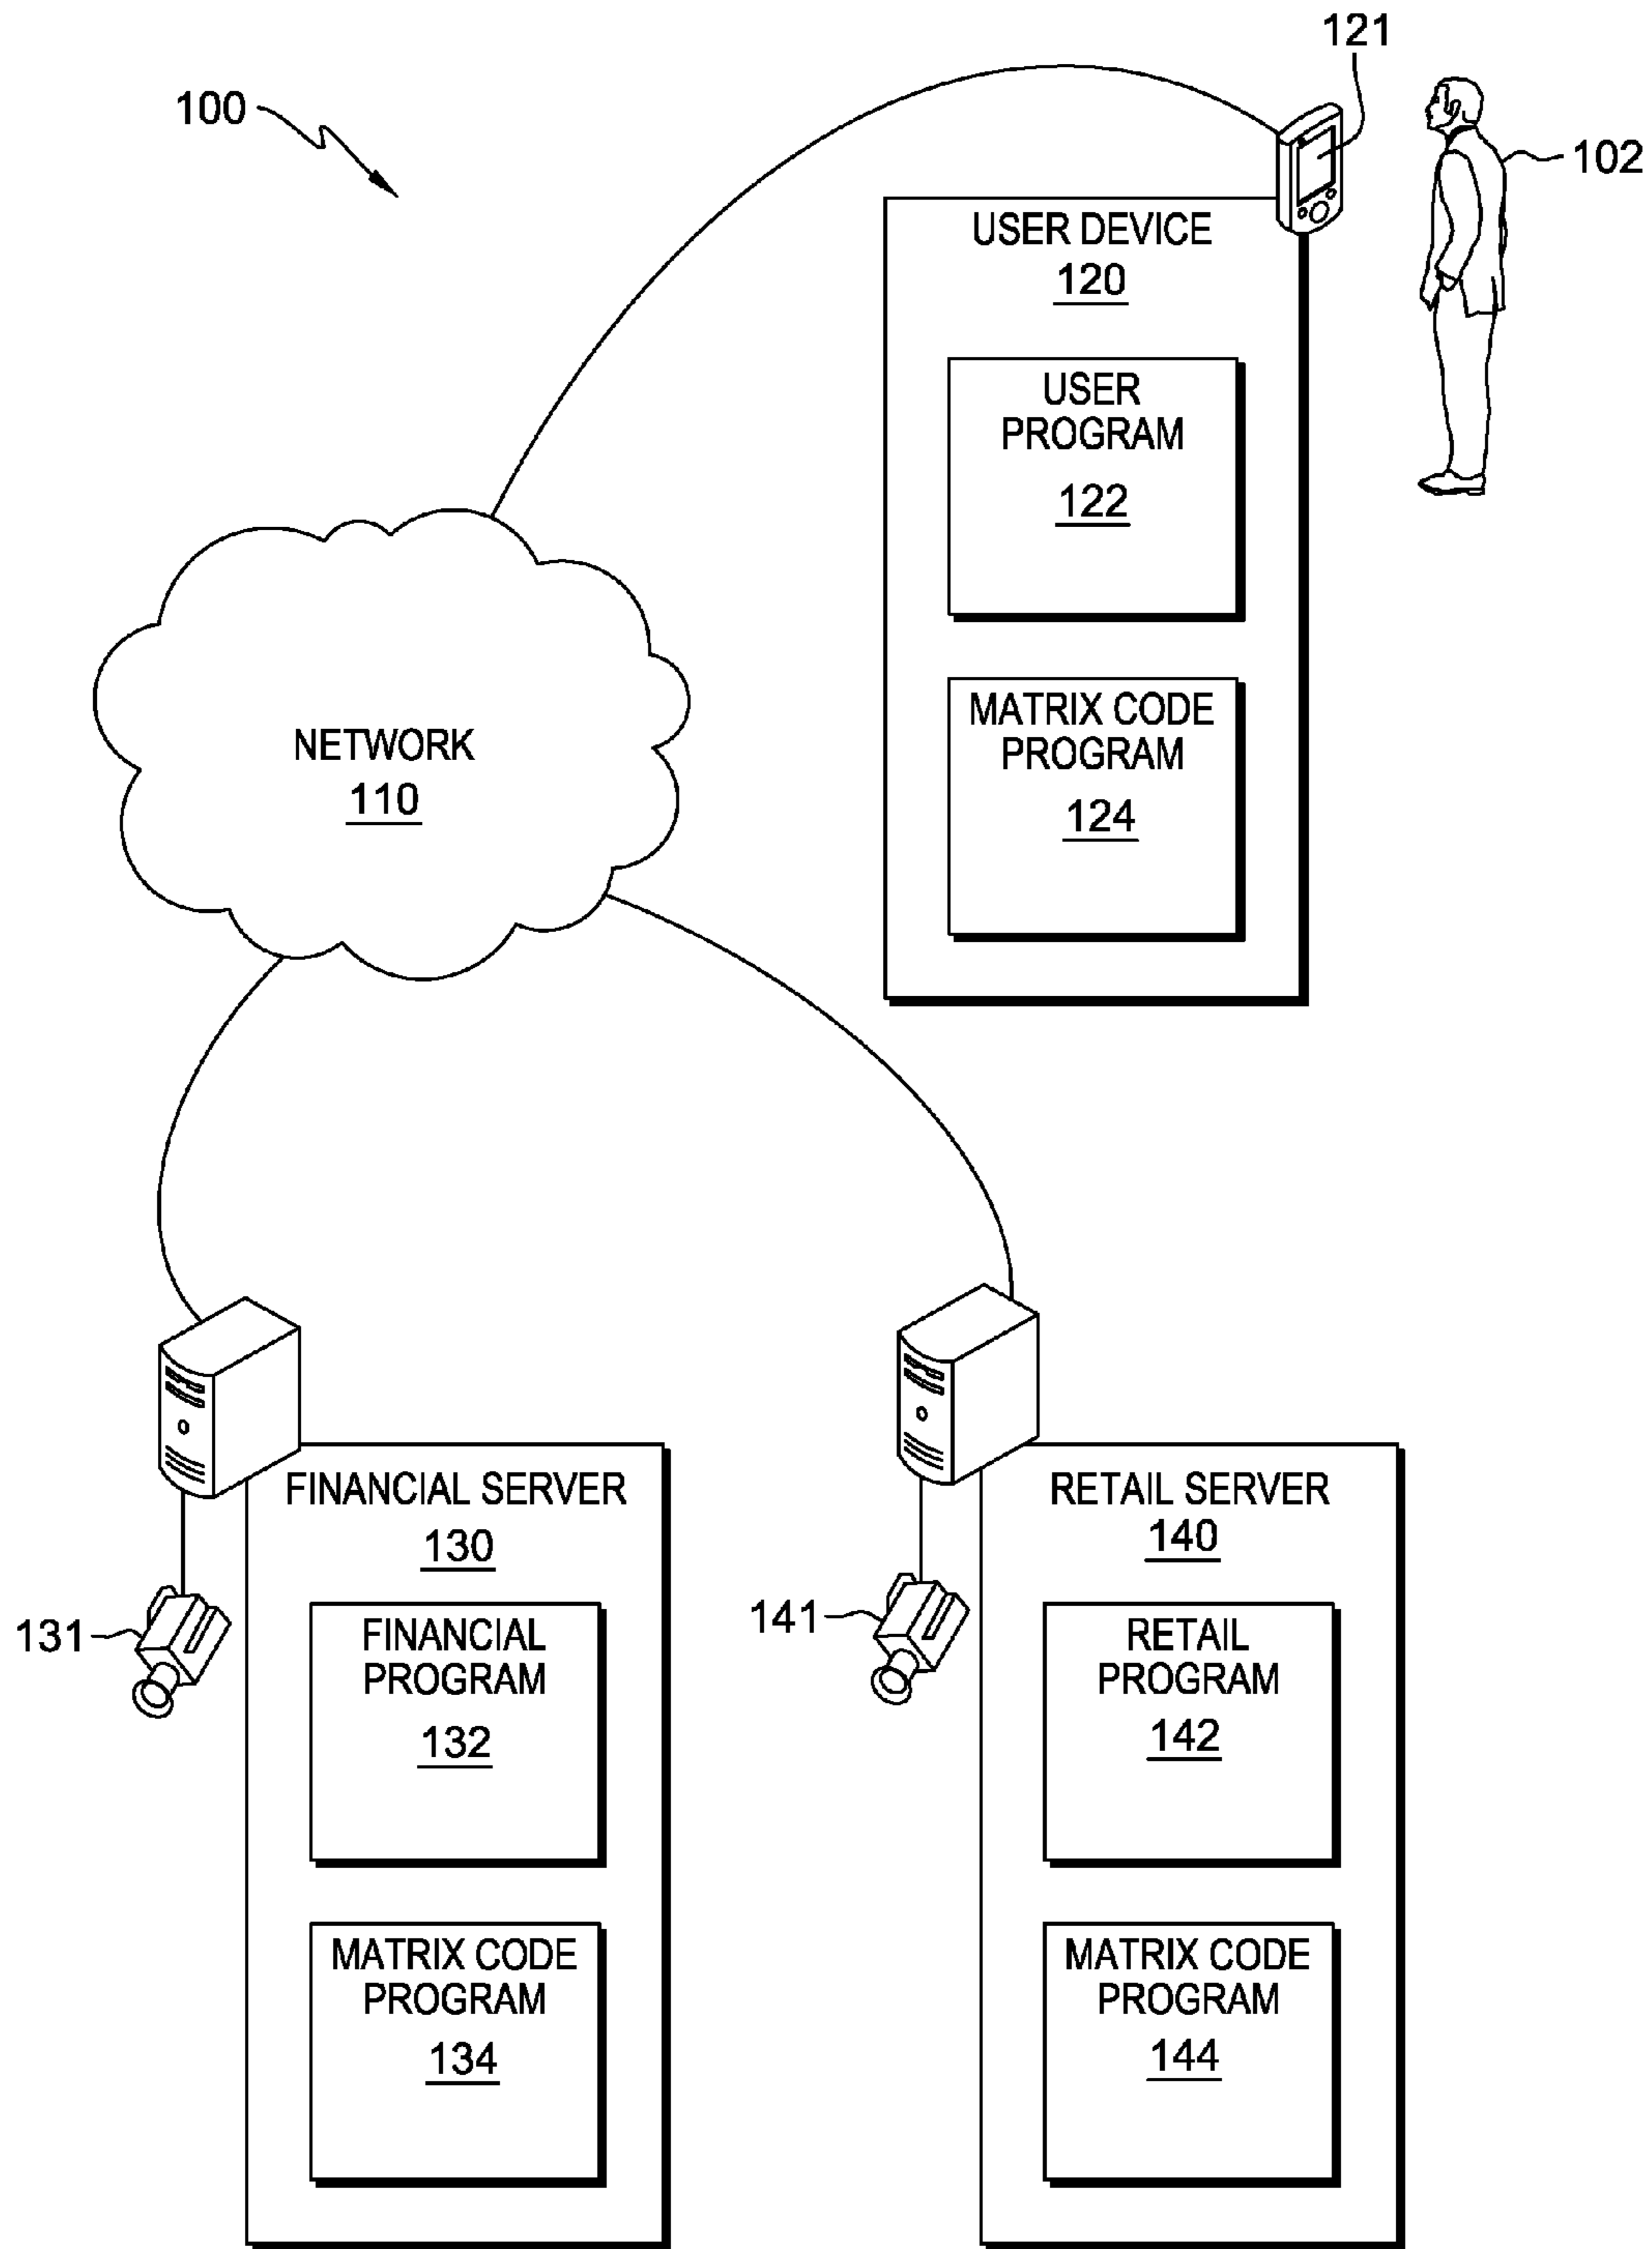 121
100
102
USER DEVICE
120
USER
PROGRAM
122
MATRIX CODE
PROGRAM
124
NETWORK
110
FINANCIAL SERVER
130
131
FINANCIAL
PROGRAM
132
MATRIX CODE
PROGRAM
134
RETAIL SERVER
140
141
RETAIL
PROGRAM
142
MATRIX CODE
PROGRAM
144